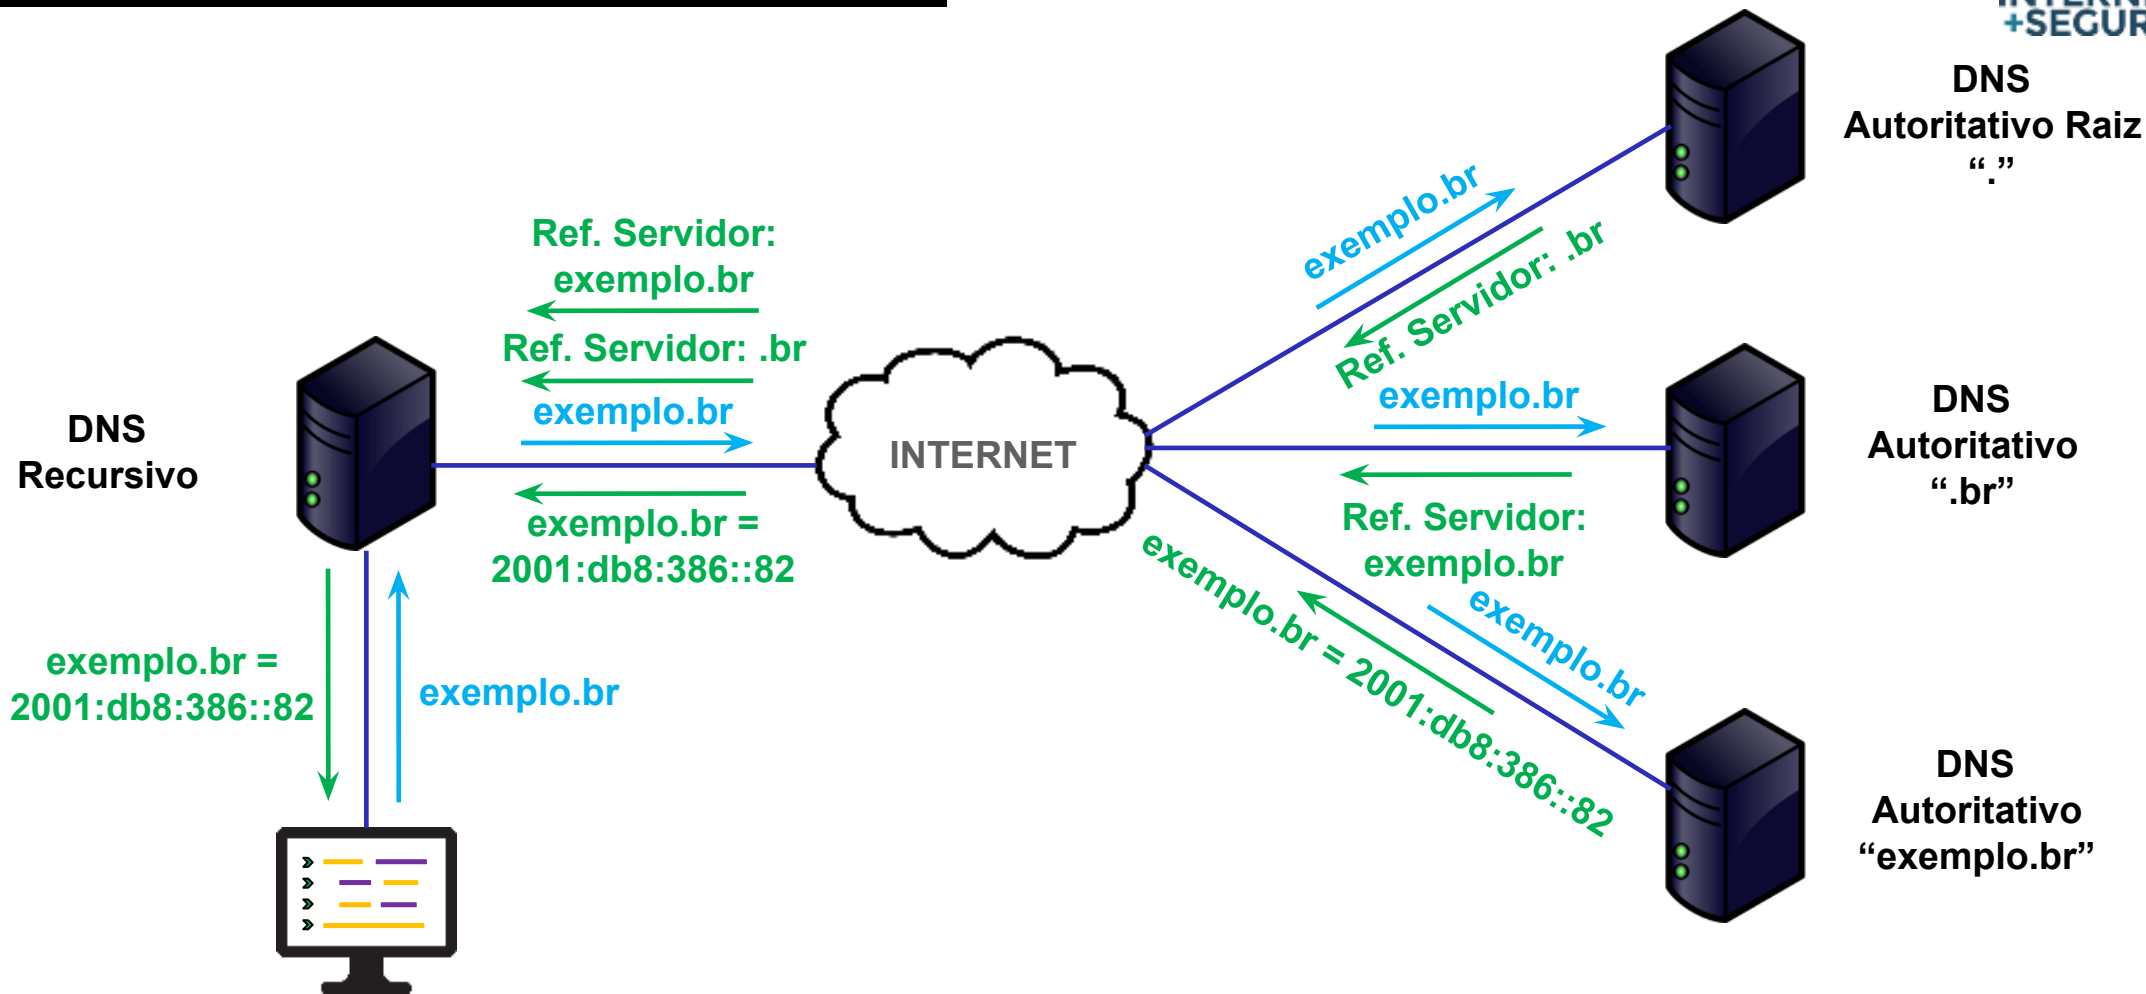 +SEGUR
DNS
Autoritativo Raiz
“.”
exemplo.br
Ref. Servidor: .br
Ref. Servidor:
exemplo.br
Ref. Servidor: .br
exemplo.br
exemplo.br =
2001:db8:386::82
DNS
Recursivo
INTERNET
exemplo.br
Ref. Servidor:
exemplo.br
DNS
Autoritativo
“.br”
exemplo.br
exemplo.br = 2001:db8:386::82
exemplo.br =
2001:db8:386::82
exemplo.br
DNS
Autoritativo
“exemplo.br”